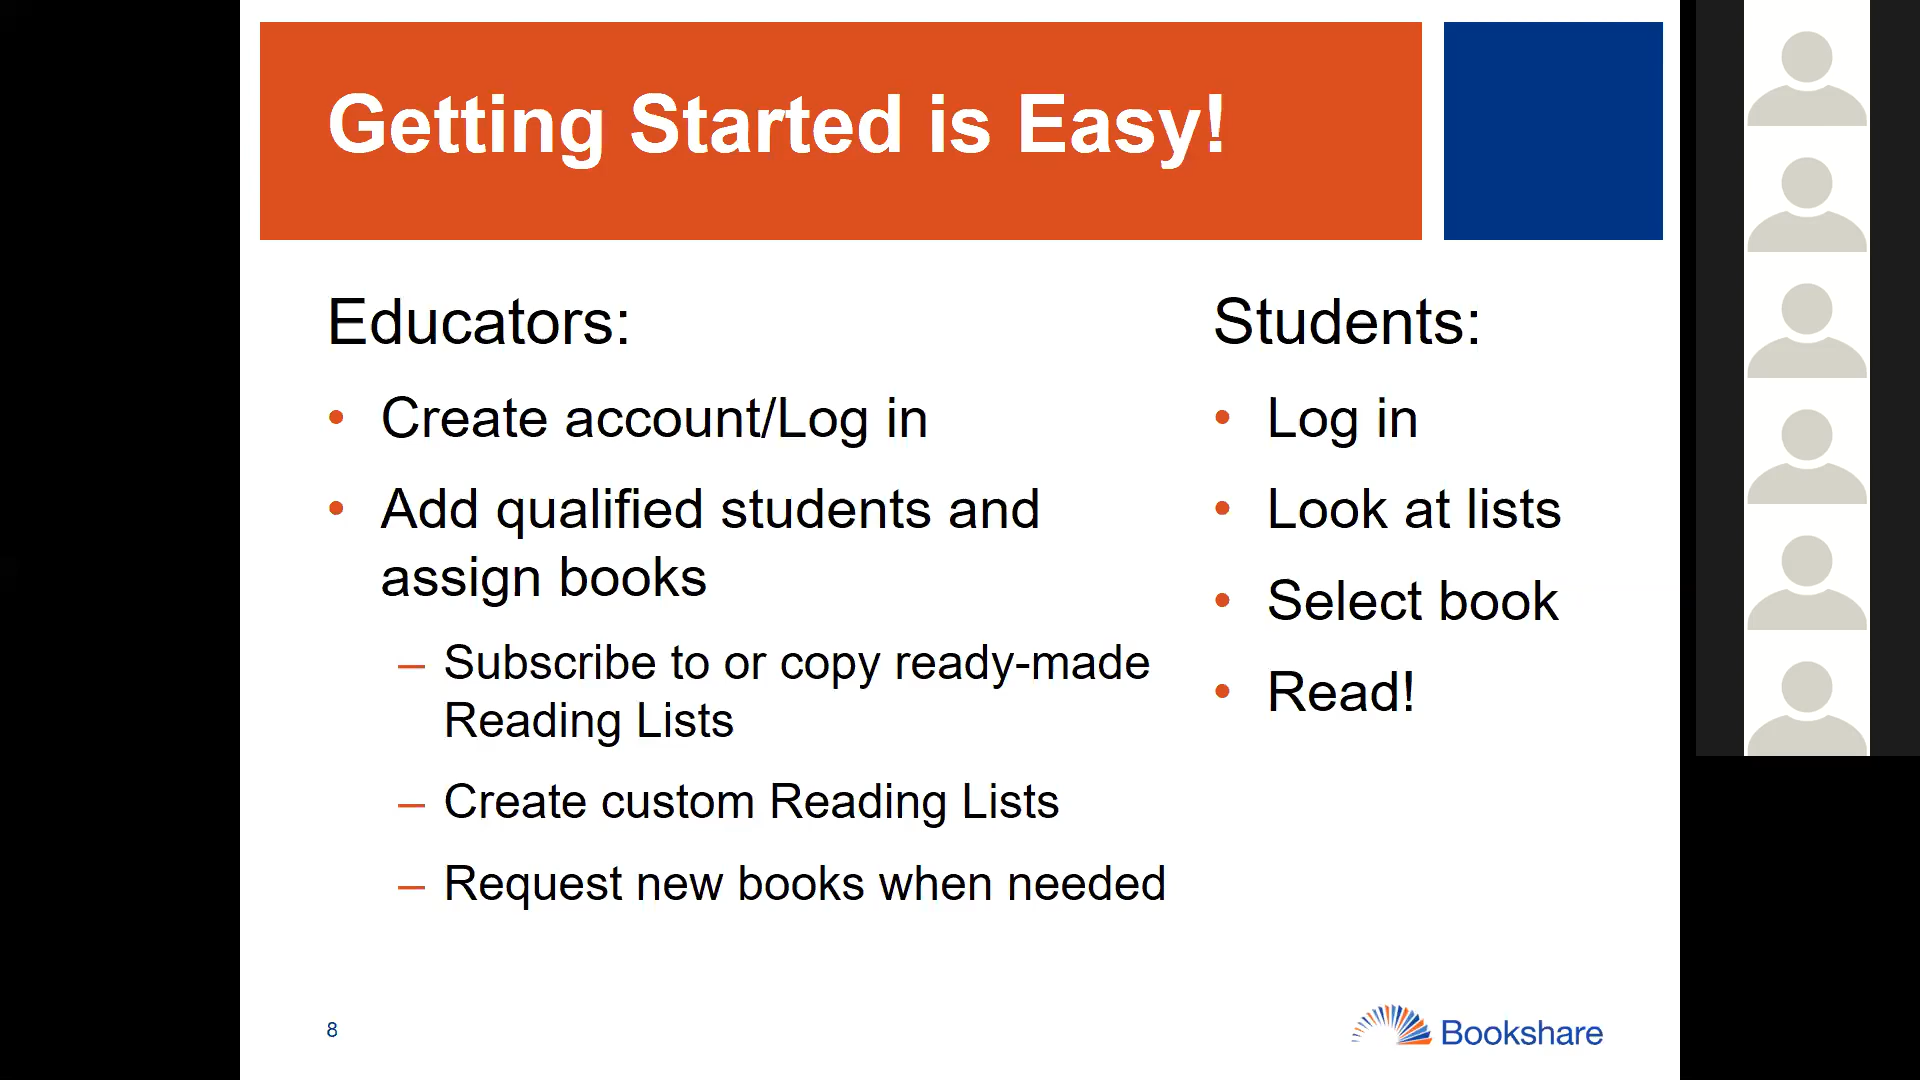 Getting Started is Easy!
Educators:
• Create account/Log in
• Add qualified students and
assign books
– Subscribe to or copy ready-made
Reading Lists
– Create custom Reading Lists
– Request new books when needed
Students:
• Log in
• Look at lists
• Select book
• Read!
8
Bookshare